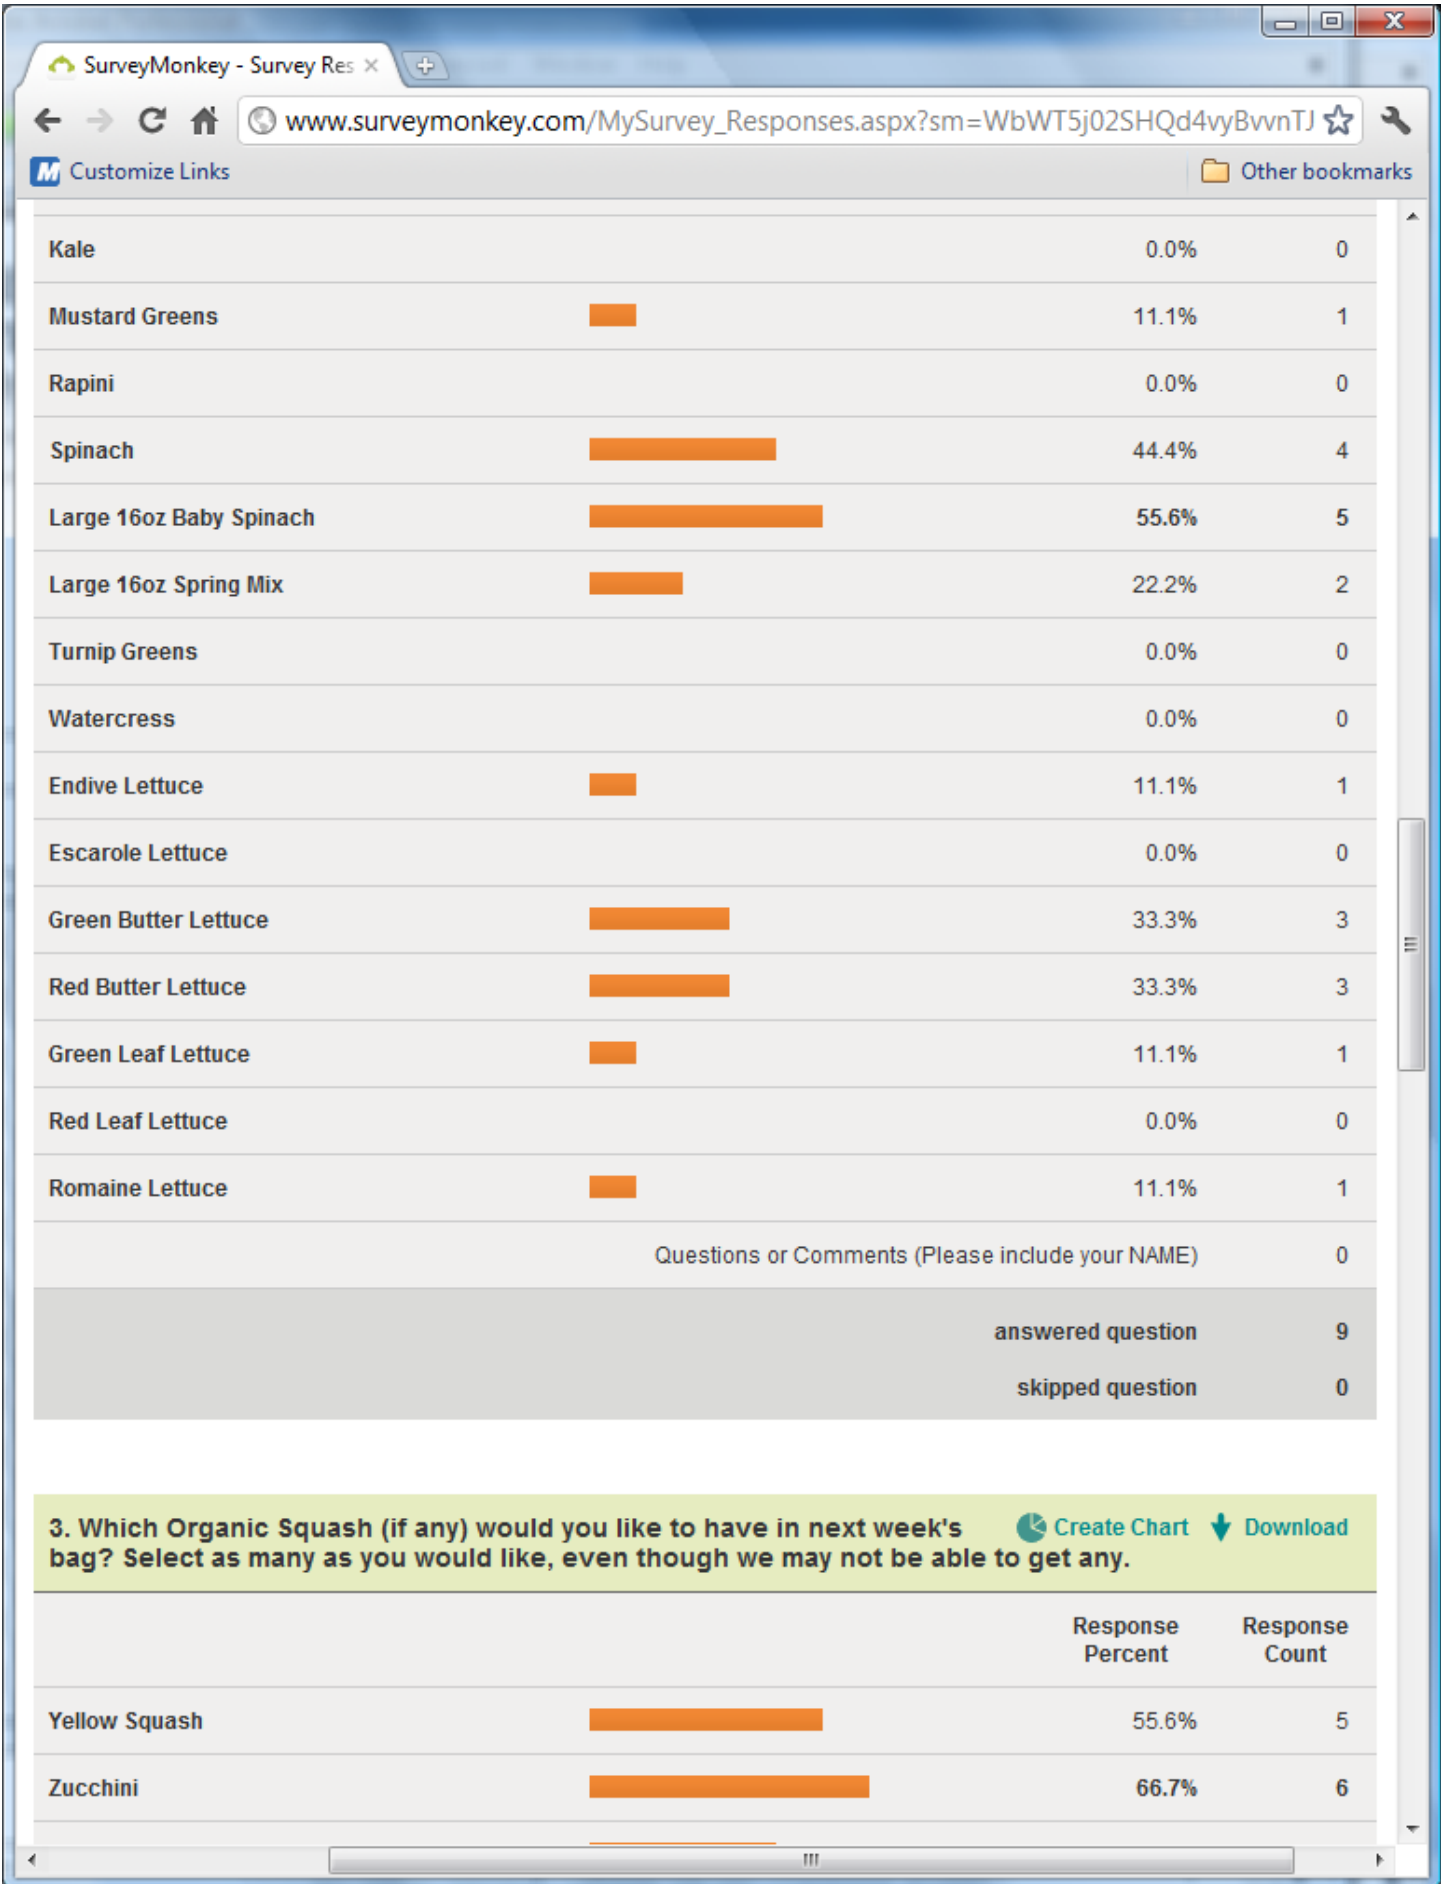 SurveyMonkey - Survey Res
www.surveymonkey.com/MySurvey_Responses.aspx?sm=WbWT5j02SHQd4vyBvvnTJ
Customize Links Other bookmarks
Kale 0.0% 0
Mustard Greens 11.1% 1
Rapini 0.0% 0
Spinach 44.4% 4
Large 16oz Baby Spinach 55.6% 5
Large 16oz Spring Mix 22.2% 2
Turnip Greens 0.0% 0
Watercress 0.0% 0
Endive Lettuce 11.1% 1
Escarole Lettuce 0.0% 0
Green Butter Lettuce 33.3% 3
Red Butter Lettuce 33.3% 3
Green Leaf Lettuce 11.1% 1
Red Leaf Lettuce 0.0% 0
Romaine Lettuce 11.1% 1
Questions or Comments (Please include your NAME) 0
answered question 9
skipped question 0
3. Which Organic Squash (if any) would you like to have in next week's Create Chart Download
bag? Select as many as you would like, even though we may not be able to get any.
Response Response
Percent Count
Yellow Squash 55.6% 5
Zucchini 66.7% 6